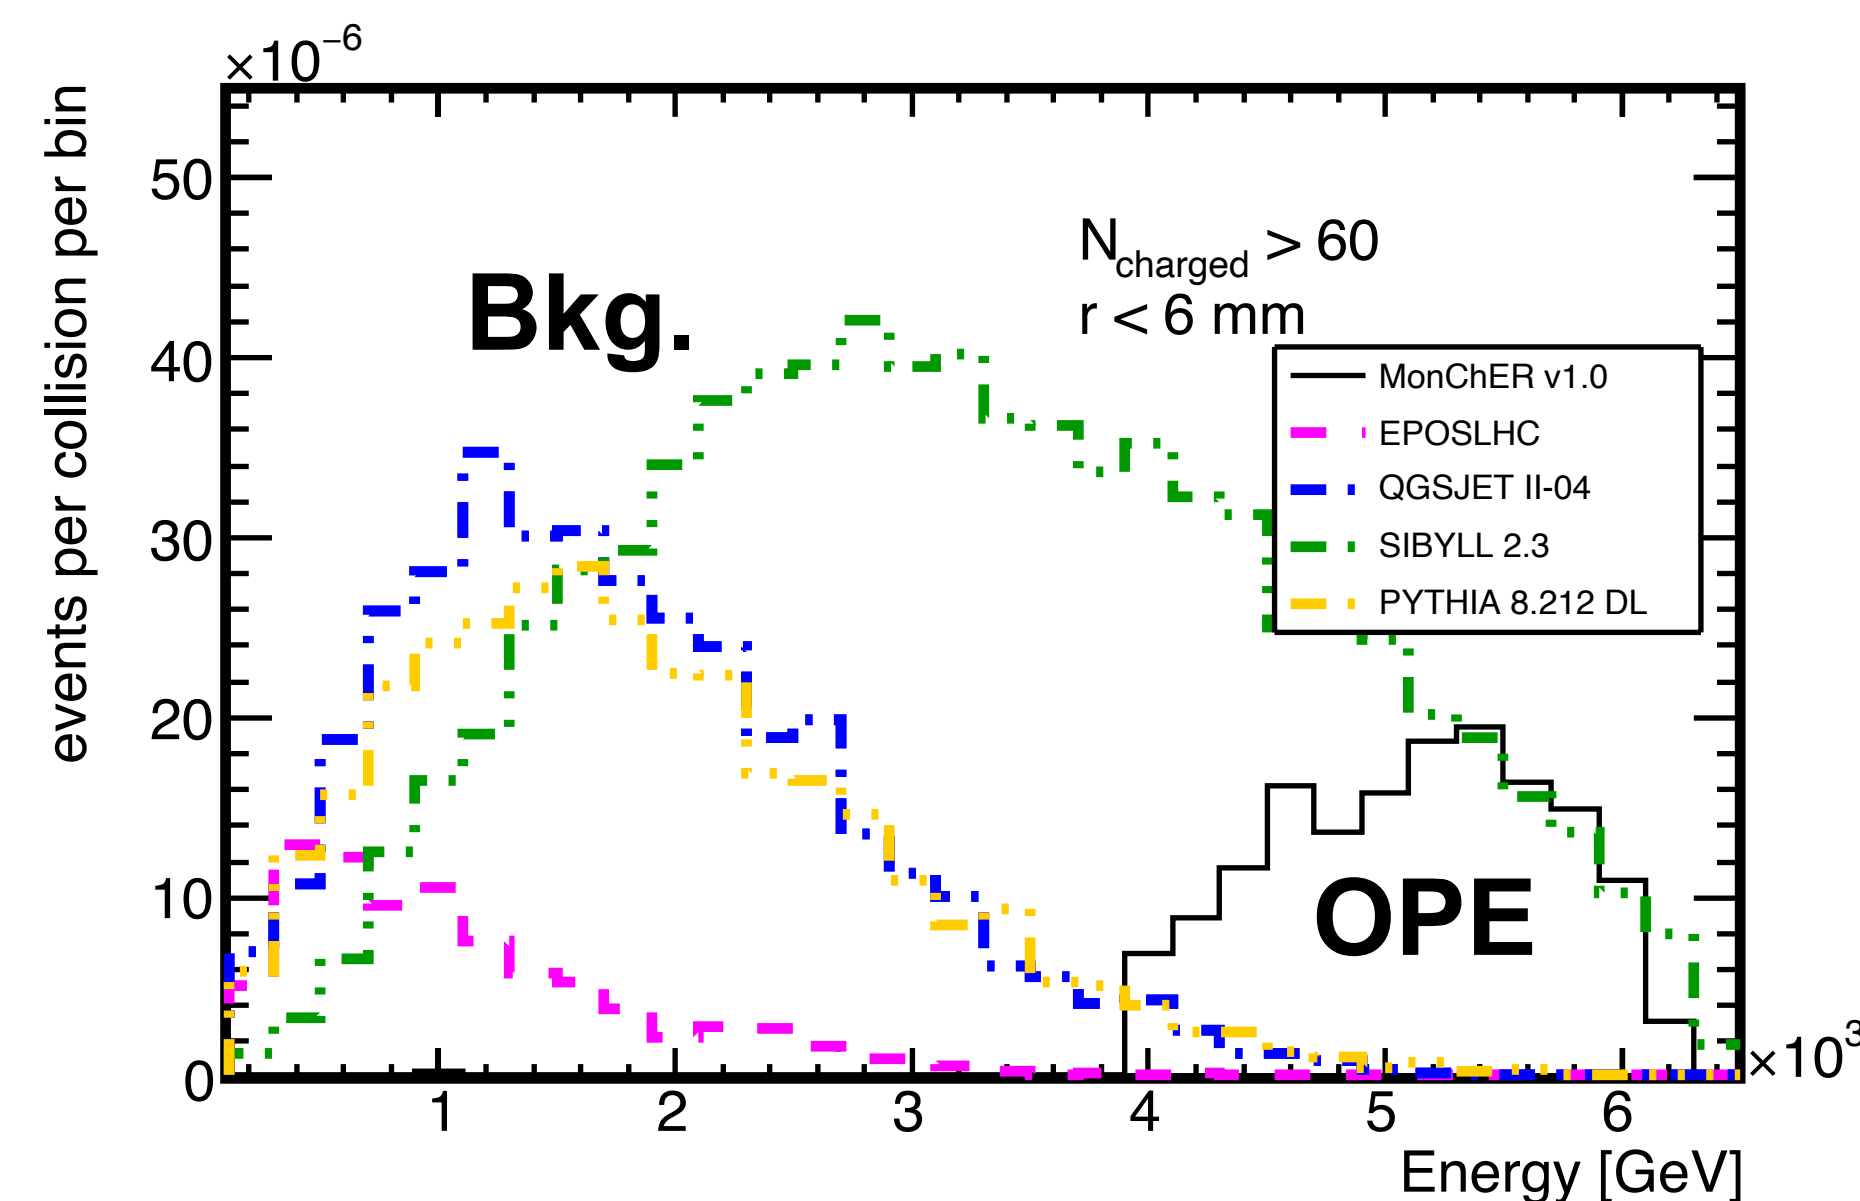 ×10⁻⁶
events per collision per bin
50
40
30
20
10
0
Bkg.
N_charged > 60
r < 6 mm
MonChER v1.0
EPOSLHC
QGSJET II-04
SIBYLL 2.3
PYTHIA 8.212 DL
OPE
1 2 3 4 5 6
×10³
Energy [GeV]